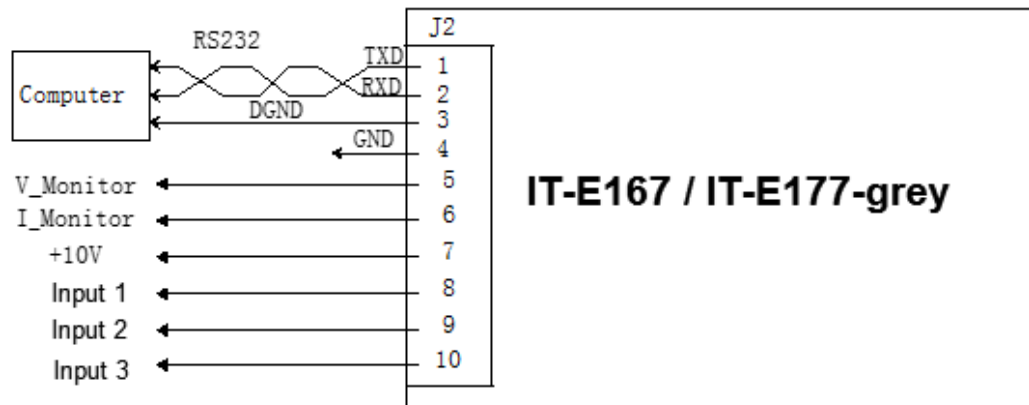 J2
RS232
TXD 1
Computer
RXD 2
DGND 3
GND 4
V_Monitor 5
IT-E167 / IT-E177-grey
I_Monitor 6
+10V 7
Input 1 8
Input 2 9
Input 3 10